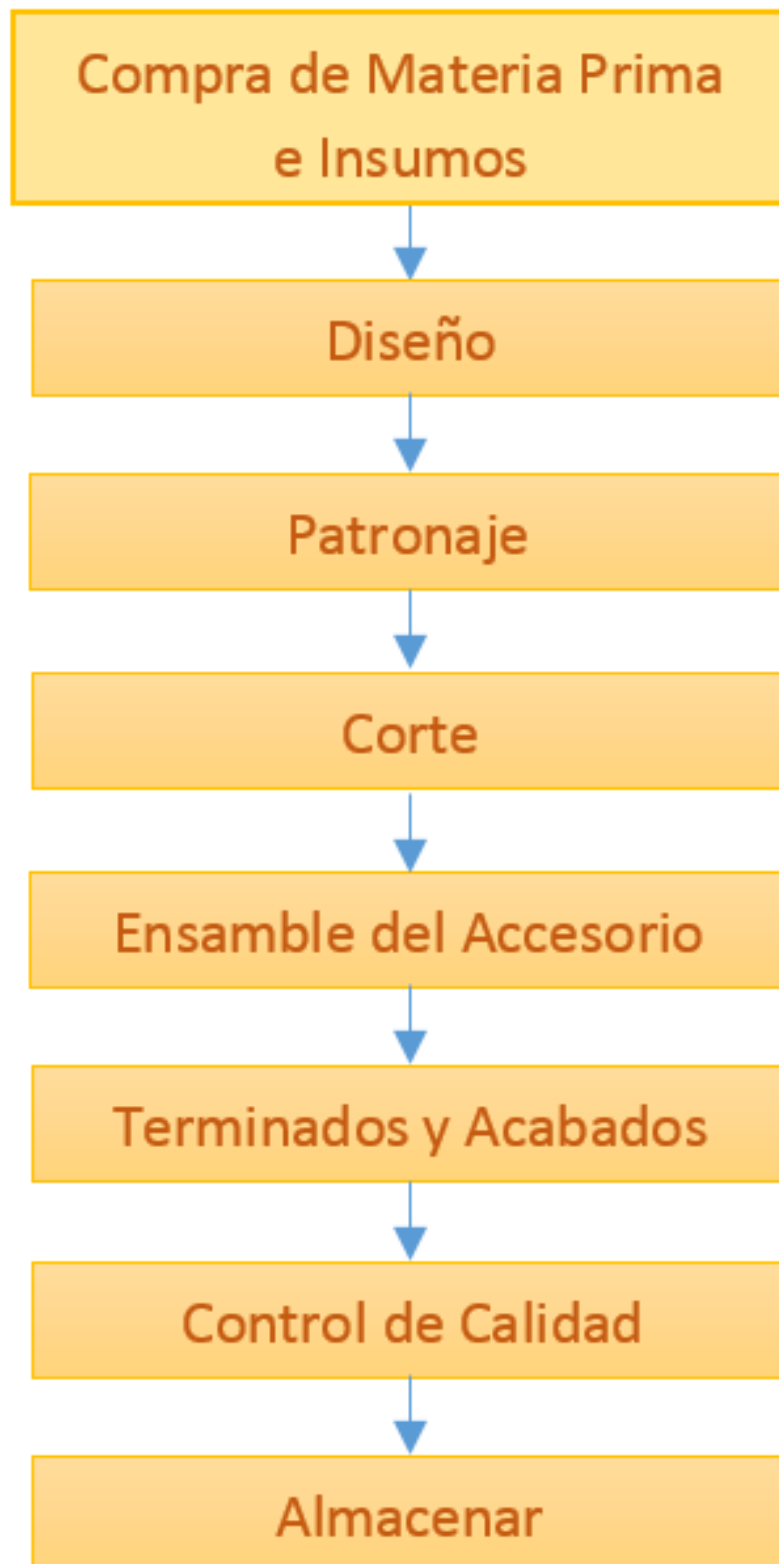 Compra de Materia Prima
e Insumos
Diseño
Patronaje
Corte
Ensamble del Accesorio
Terminados y Acabados
Control de Calidad
Almacenar